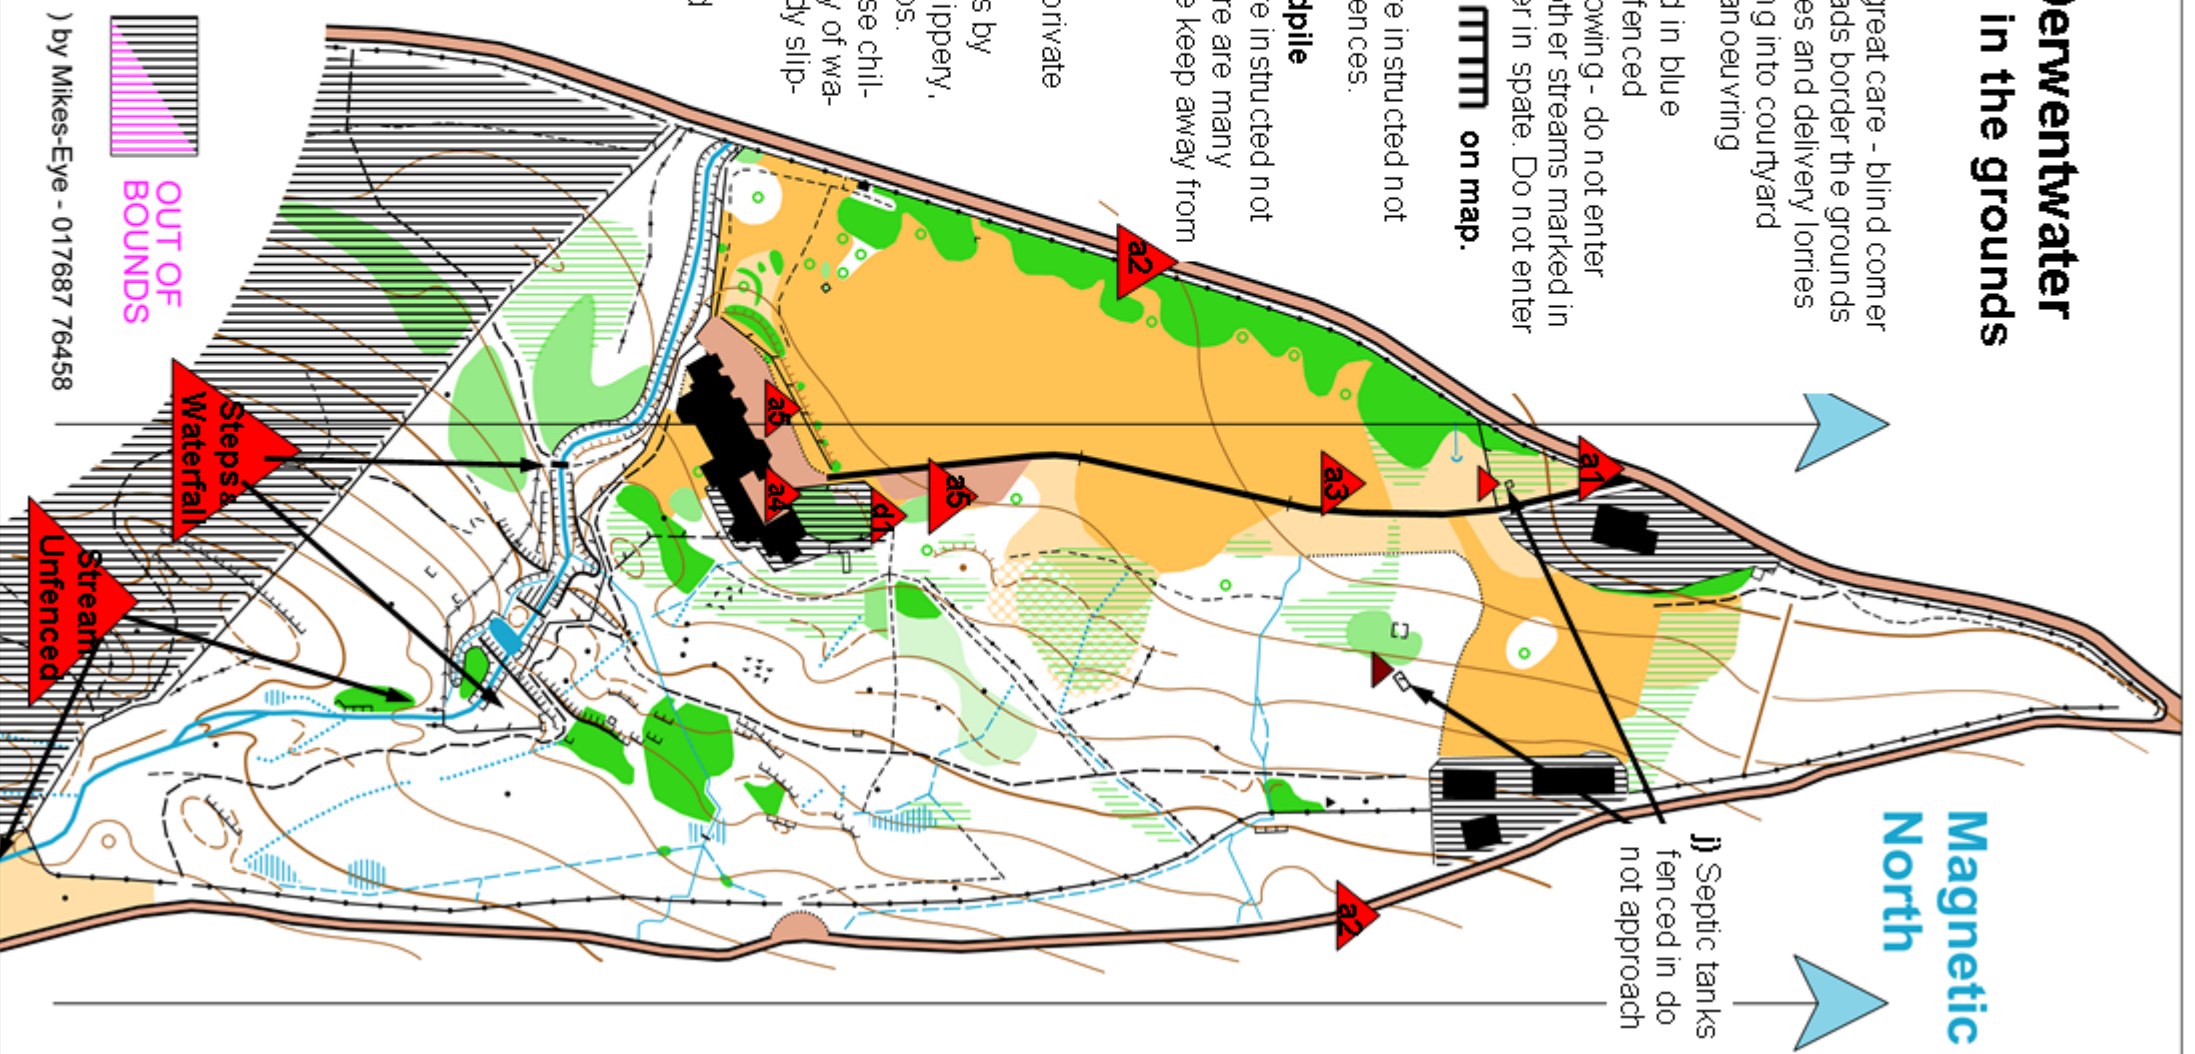 Derwentwater
in the grounds
great care - blind corner
ads border the grounds
es and delivery lorries
ng into courtyard
anoeuvring
d in blue
fenced
owing - do not enter
ther streams marked in
er in spate. Do not enter
on map.
re instructed not
ences.
dpile
re instructed not
re are many
e keep away from
private
s by
ippery,
os.
se chil-
y of wa-
dy slip-
d
Magnetic
North
j) Septic tanks
fenced in do
not approach
a1
a2
a3
a2
a5
d1
a5
a4
Steps &
Waterfall
Stream
Unfenced
OUT OF
BOUNDS
) by Mikes-Eye - 017687 76458